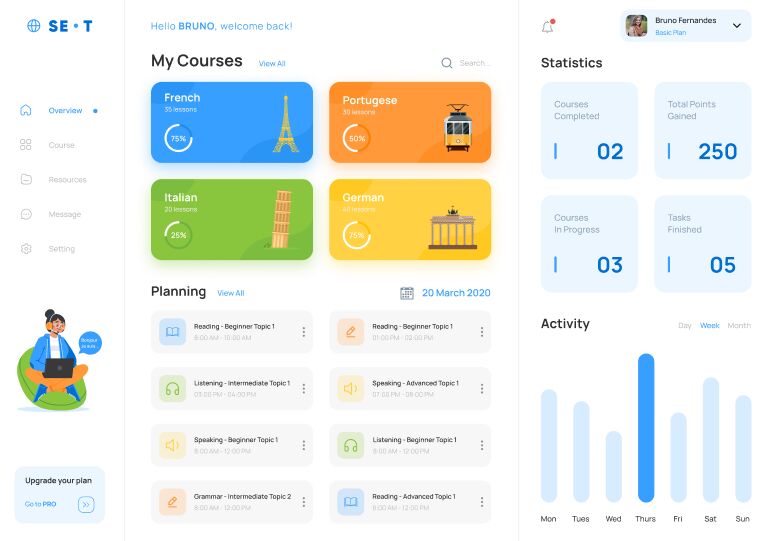 SE•T
Overview
Course
Resources
Message
Setting
Bonjour
Upgrade your plan
Go to PRO
Hello BRUNO, welcome back!
My Courses
View All
Search...
French
35 lessons
75%
Portugese
30 lessons
50%
Italian
20 lessons
25%
German
40 lessons
75%
Planning
View All
20 March 2020
Reading - Beginner Topic 1
8:00 AM - 10:00 AM
Reading - Beginner Topic 1
01:00 PM - 02:00 PM
Listening - Intermediate Topic 1
03:00 PM - 04:00 PM
Speaking - Advanced Topic 1
07:00 PM - 08:00 PM
Speaking - Beginner Topic 1
8:00 AM - 12:00 PM
Listening - Beginner Topic 1
8:00 AM - 12:00 PM
Grammar - Intermediate Topic 2
8:00 AM - 12:00 PM
Reading - Advanced Topic 1
8:00 AM - 12:00 PM
Bruno Fernandes
Basic Plan
Statistics
Courses
Completed
02
Total Points
Gained
250
Courses
In Progress
03
Tasks
Finished
05
Activity
Day
Week
Month
Mon
Tues
Wed
Thurs
Fri
Sat
Sun